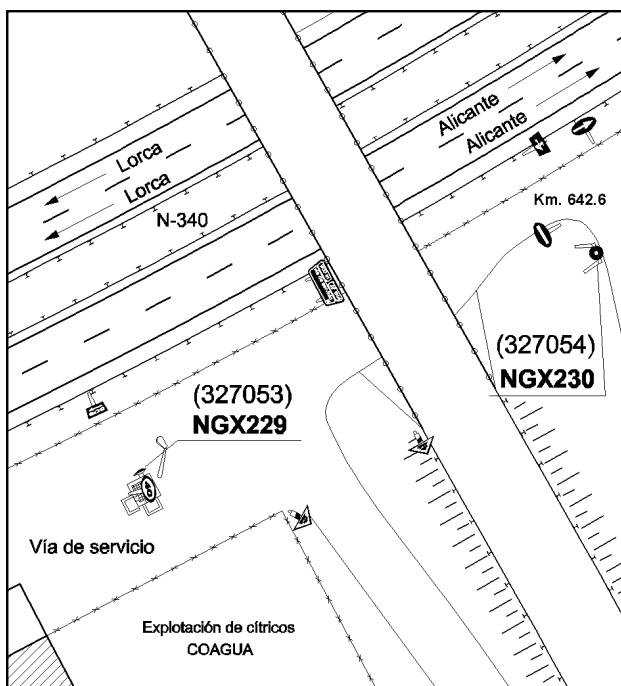 Alicante
Alicante
Lorca
Lorca
Km. 642.6
N-340
(327054)
NGX230
(327053)
NGX229
Vía de servicio
Explotación de cítricos
COAGUA